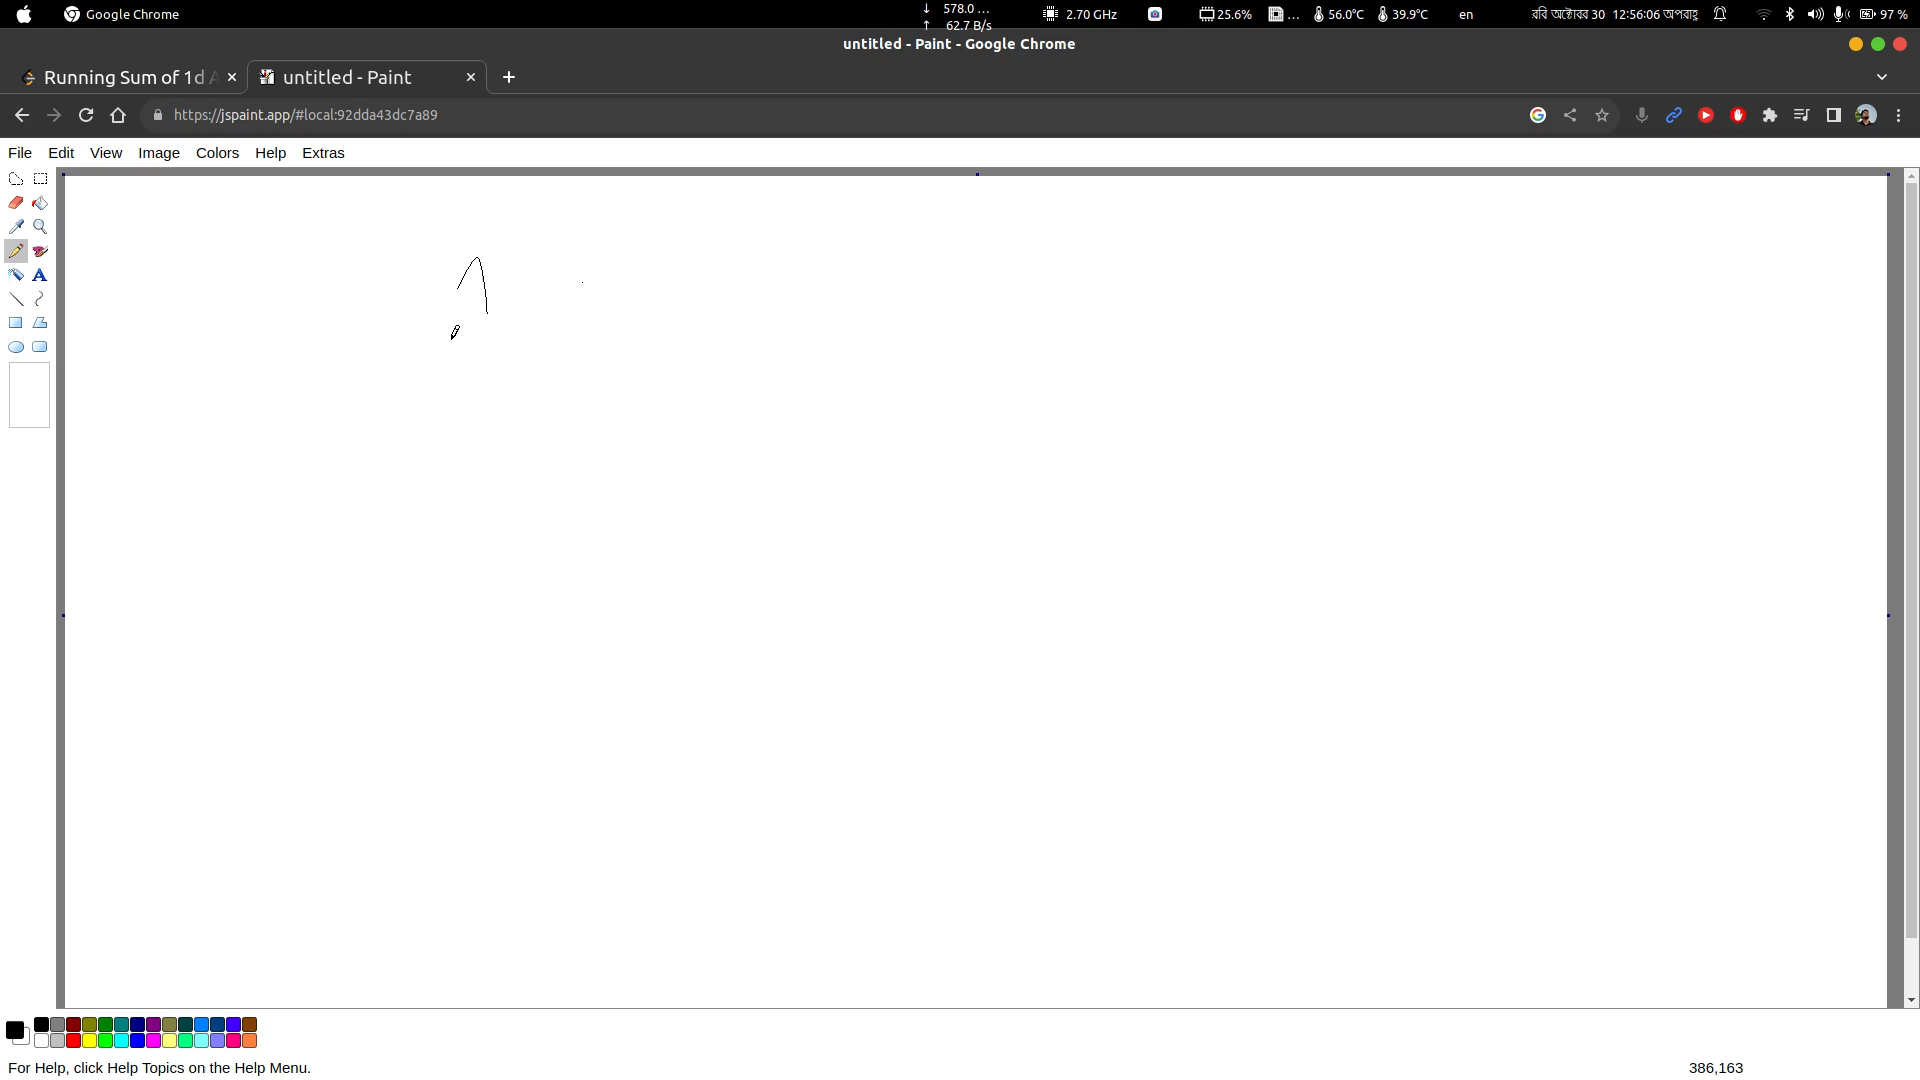 Google Chrome ↓ 578.0 ... 2.70 GHz 25.6% ... 56.0°C 39.9°C en রবি অক্টোবর 30 12:56:06 অপরাহ্ণ 97 %
↑ 62.7 B/s
untitled - Paint - Google Chrome
Running Sum of 1d A untitled - Paint
https://jspaint.app/#local:92dda43dc7a89
File Edit View Image Colors Help Extras
A
1
For Help, click Help Topics on the Help Menu. 386,163